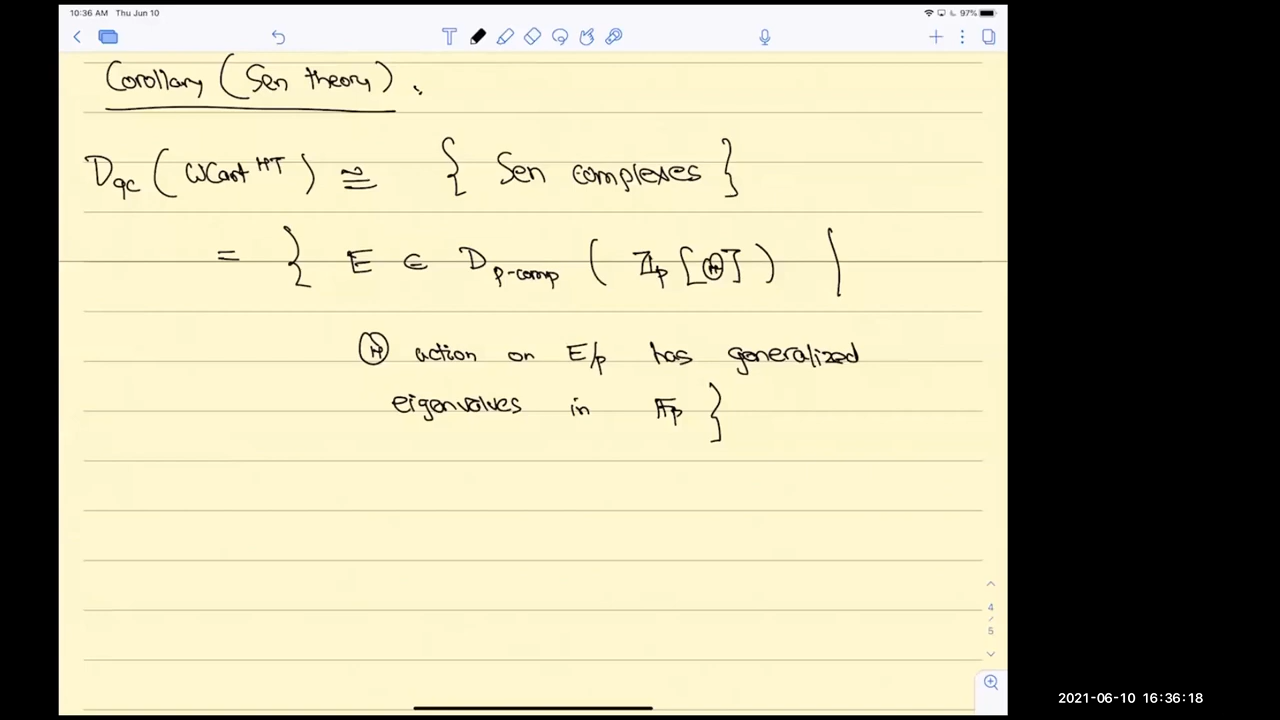 10:36 AM Thu Jun 10
97%
Corollary (Sen theory).
D_qc (WCart^HT) ≅ { Sen complexes }
= { E ∈ D_p-comp (ℤ_p [Θ]) |
Θ action on E/p has generalized
eigenvalues in 𝔽_p }
4
/
5
2021-06-10 16:36:18